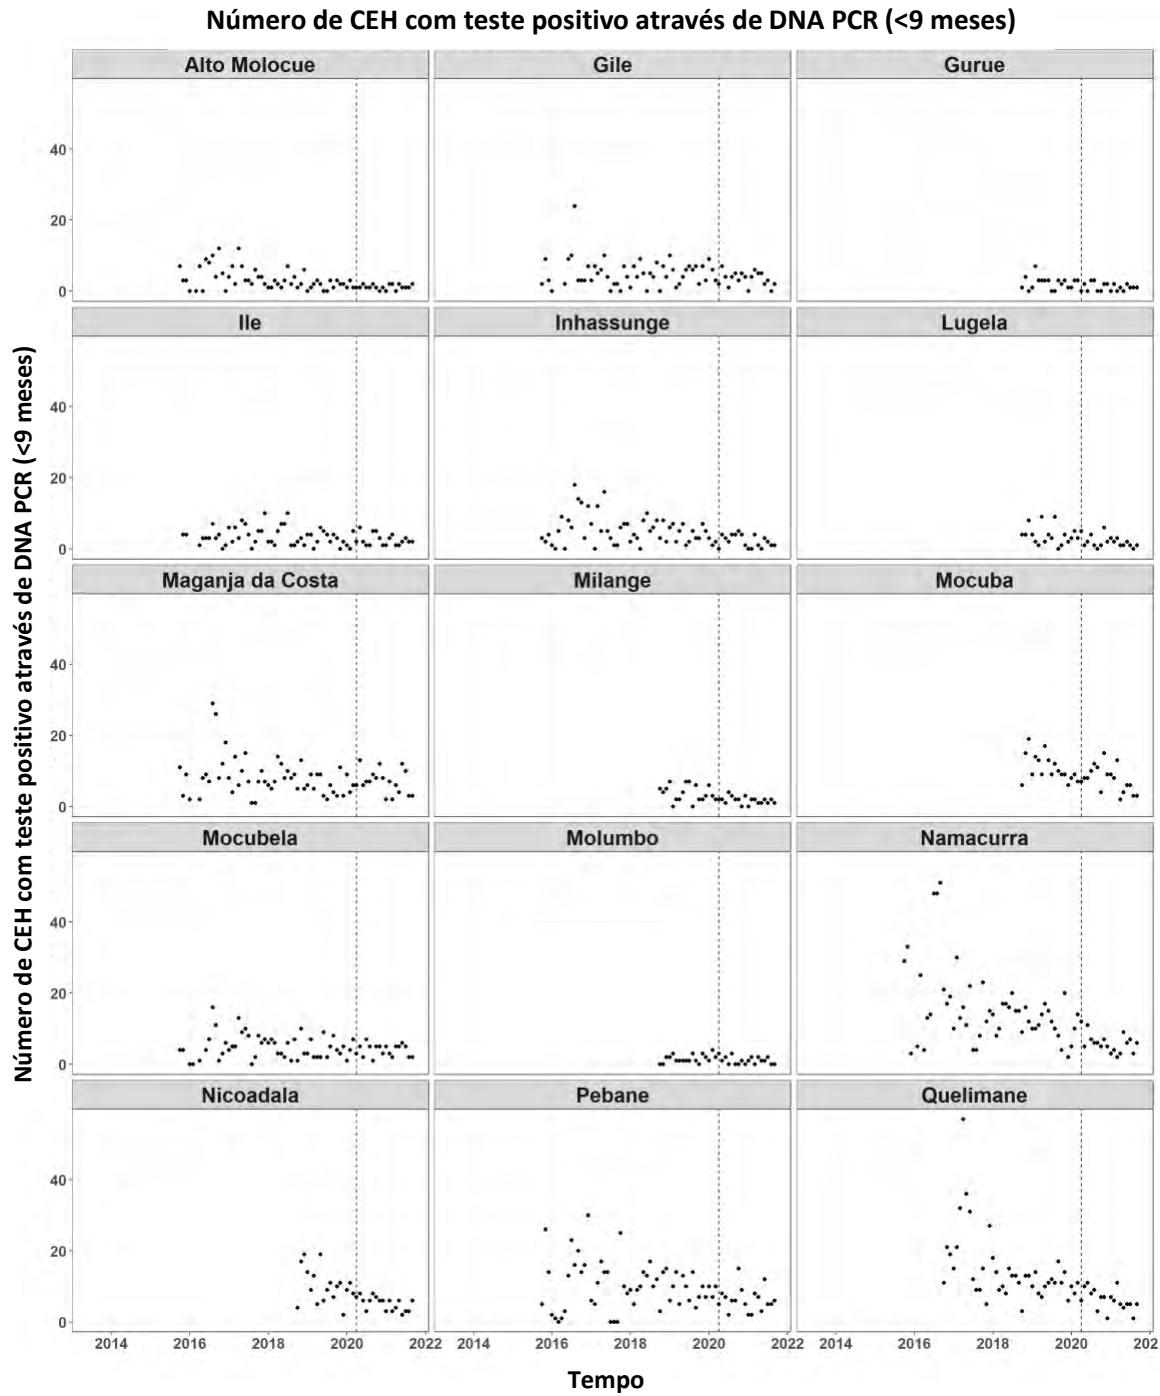 Número de CEH com teste positivo através de DNA PCR (<9 meses)
Número de CEH com teste positivo através de DNA PCR (<9 meses)
Alto Molocue Gile Gurue
40
20
0
Ile Inhassunge Lugela
40
20
0
Maganja da Costa Milange Mocuba
40
20
0
Mocubela Molumbo Namacurra
40
20
0
Nicoadala Pebane Quelimane
40
20
0
2014 2016 2018 2020 2022 2014 2016 2018 2020 2022 2014 2016 2018 2020 2022
Tempo